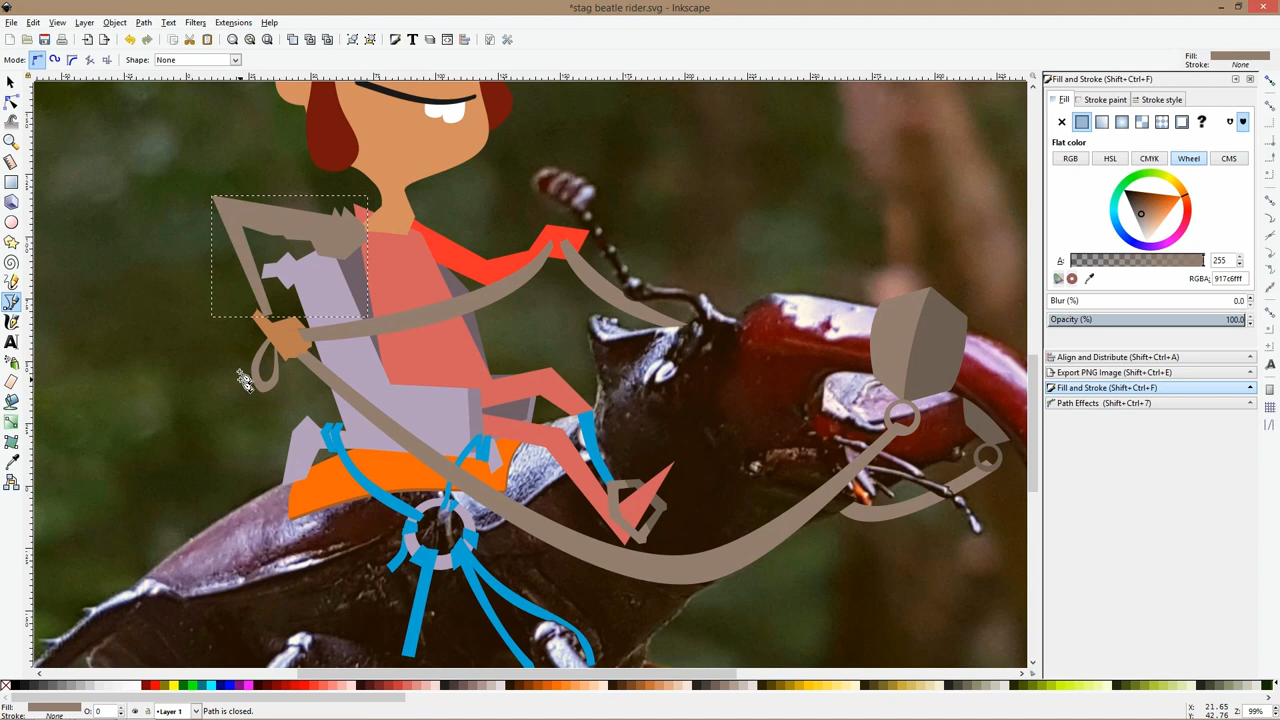 *stag beatle rider.svg - Inkscape
File Edit View Layer Object Path Text Filters Extensions Help
Mode: Shape: None
Fill:
Stroke: None
Fill and Stroke (Shift+Ctrl+F)
Fill Stroke paint Stroke style
Flat color
RGB HSL CMYK Wheel CMS
A: 255
RGBA: 917c6fff
Blur (%) 0.0
Opacity (%) 100.0
Align and Distribute (Shift+Ctrl+A)
Export PNG Image (Shift+Ctrl+E)
Fill and Stroke (Shift+Ctrl+F)
Path Effects (Shift+Ctrl+7)
Fill:
Stroke: None
O: 0
•Layer 1
Path is closed.
X: 21.65
Y: 42.76
Z: 99%